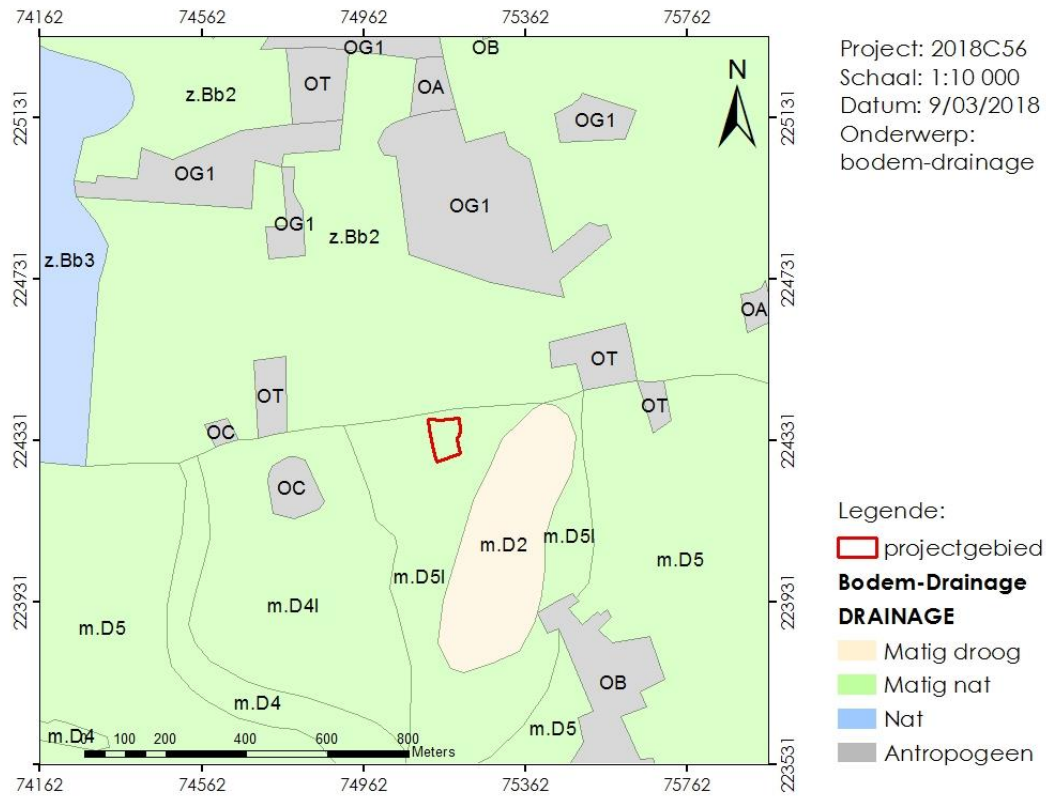 74162 74562 74962 75362 75762
Project: 2018C56
Schaal: 1:10 000
Datum: 9/03/2018
Onderwerp:
bodem-drainage
N
OG1 OB
z.Bb2 OT OA
225131 OG1 225131
OG1
OG1
OG1
z.Bb2
z.Bb3
224731 224731
OA
OT
OT
OT
OC
224331 224331
OC
m.D2
m.D5l
m.D5
m.D5l
m.D4l
223931 223931
m.D5
OB
m.D4
m.D5
m.D4
0 100 200 400 600 800
Meters
223531 223531
74162 74562 74962 75362 75762
Legende:
projectgebied
Bodem-Drainage
DRAINAGE
Matig droog
Matig nat
Nat
Antropogeen